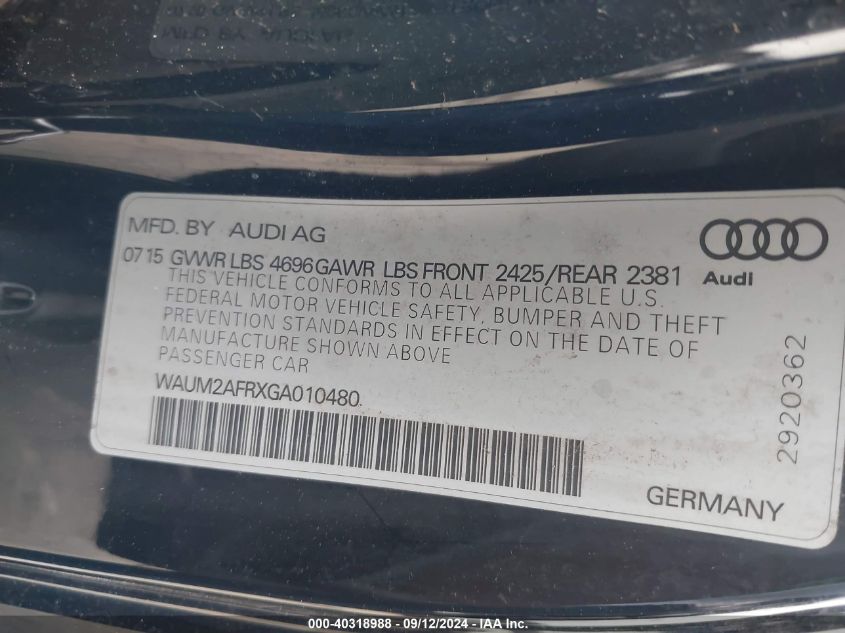 MFD. BY AUDI AG
Audi
07 15 GVWR LBS 4696 GAWR LBS FRONT 2425/REAR 2381
THIS VEHICLE CONFORMS TO ALL APPLICABLE U.S.
FEDERAL MOTOR VEHICLE SAFETY, BUMPER AND THEFT
PREVENTION STANDARDS IN EFFECT ON THE DATE OF
MANUFACTURE SHOWN ABOVE
PASSENGER CAR
WAUM2AFRXGA010480
2920362
GERMANY
000-40318988 - 09/12/2024 - IAA Inc.